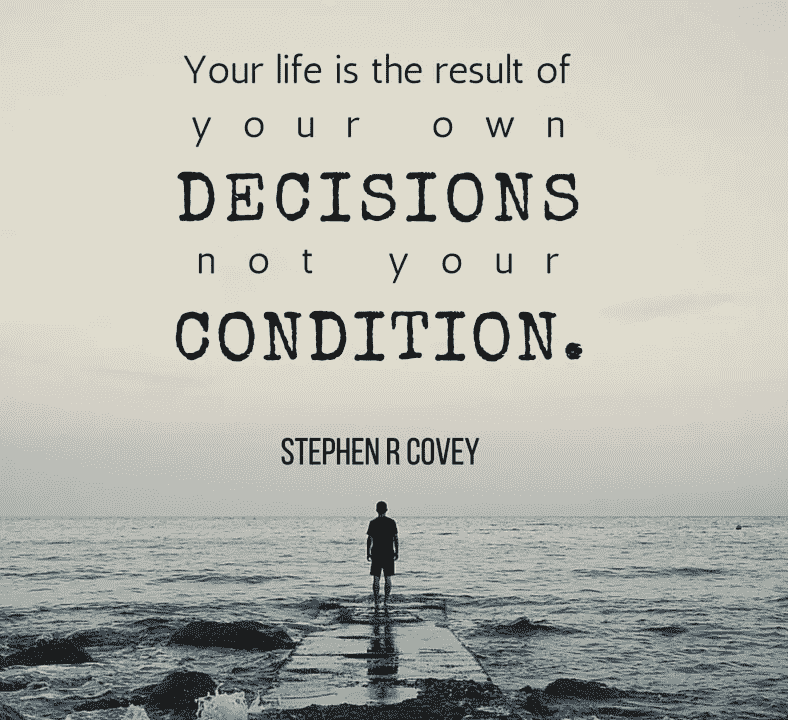 Your life is the result of
your own
DECISIONS
not your
CONDITION.
STEPHEN R COVEY